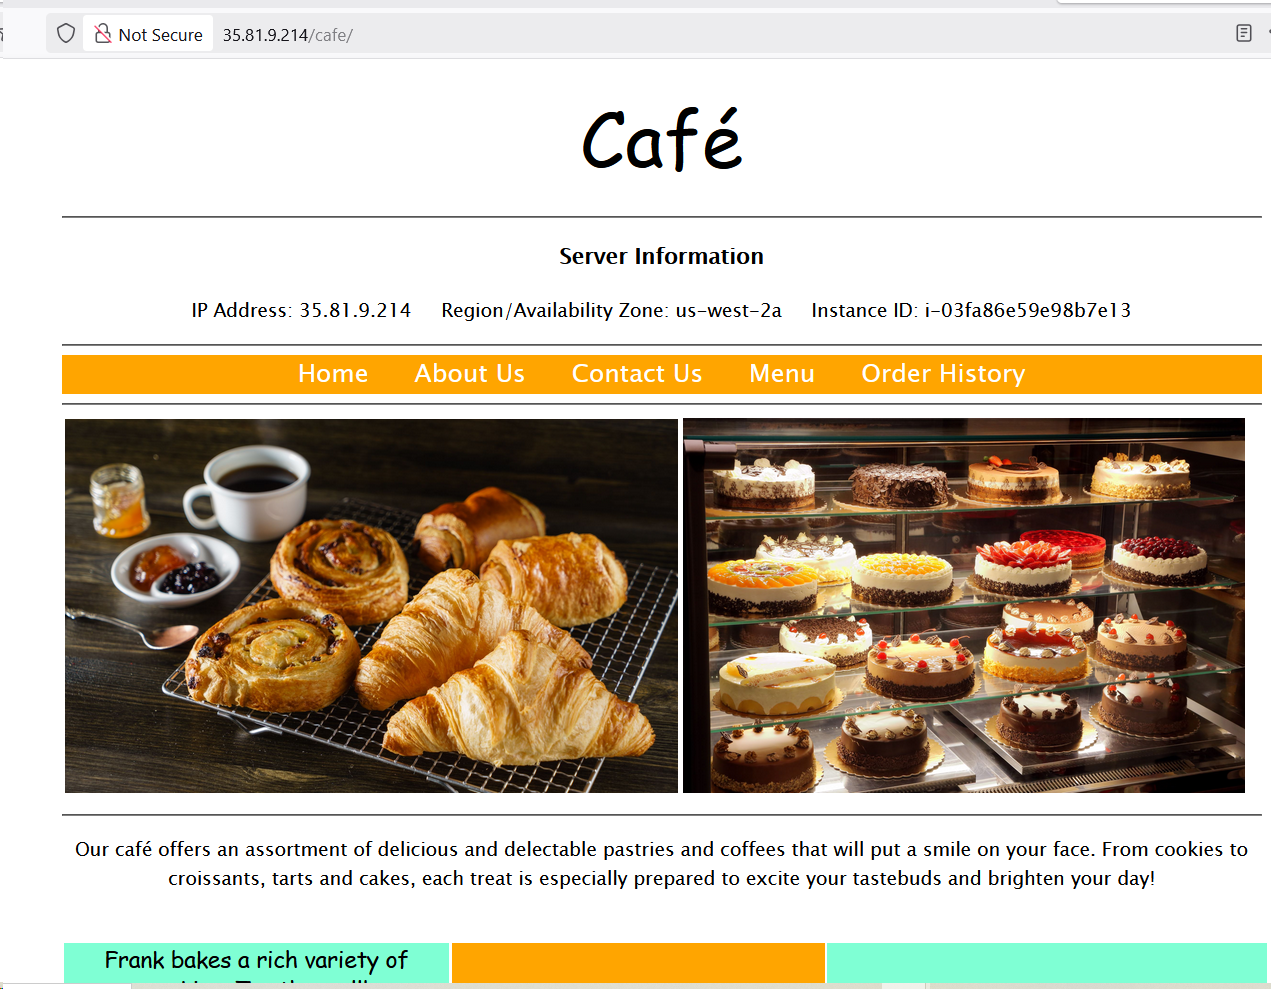 Not Secure 35.81.9.214/cafe/
Café
Server Information
IP Address: 35.81.9.214 Region/Availability Zone: us-west-2a Instance ID: i-03fa86e59e98b7e13
Home About Us Contact Us Menu Order History
Our café offers an assortment of delicious and delectable pastries and coffees that will put a smile on your face. From cookies to
croissants, tarts and cakes, each treat is especially prepared to excite your tastebuds and brighten your day!
Frank bakes a rich variety of